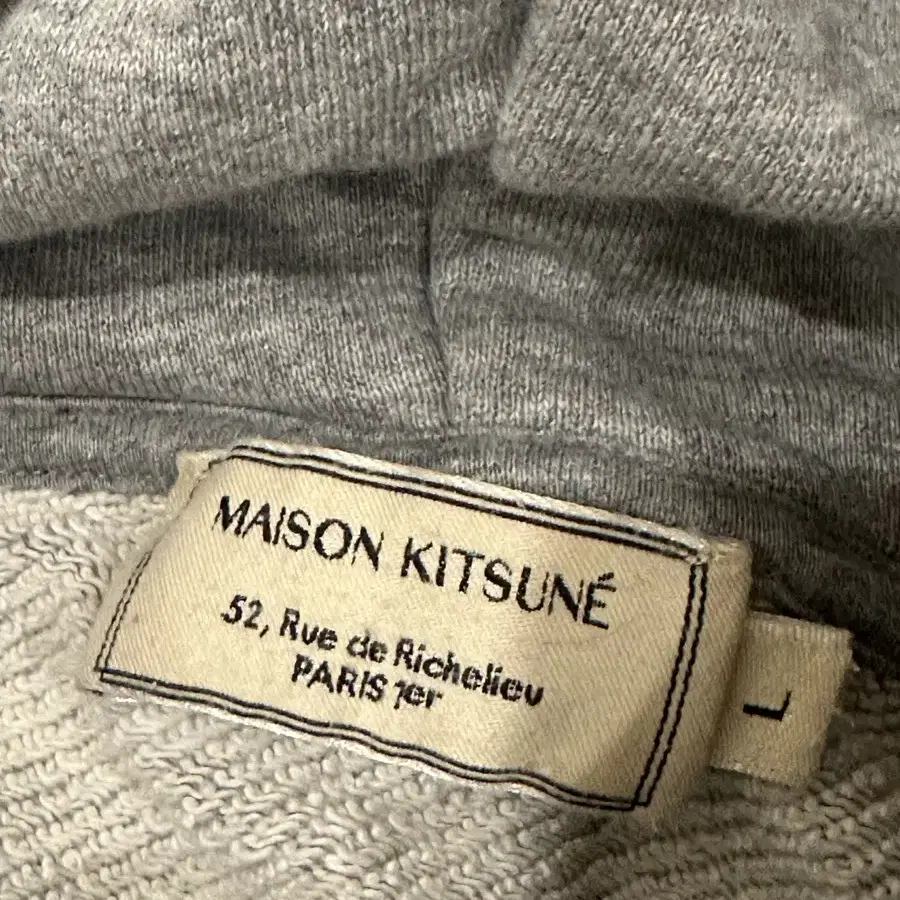 MAISON KITSUNÉ
52, Rue de Richelieu
PARIS 1er
L